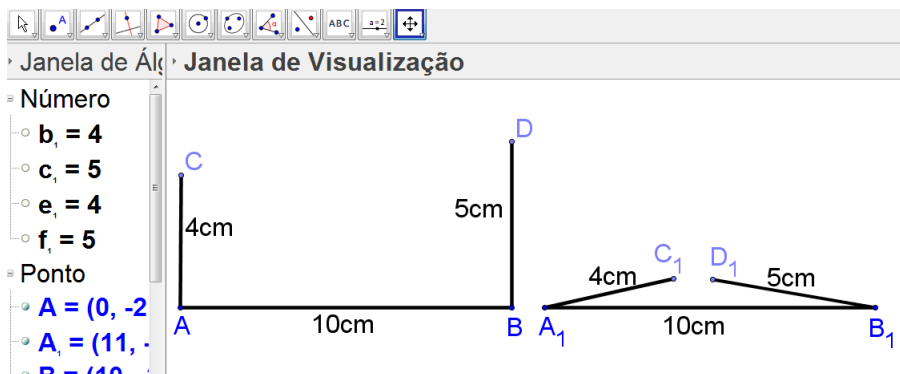 A
α
ABC
a=2
Janela de Álg
Janela de Visualização
Número
b₁ = 4
c₁ = 5
e₁ = 4
f₁ = 5
Ponto
A = (0, -2
A₁ = (11, -
B = (10, -
C
4cm
A
10cm
B
5cm
D
A₁
4cm
C₁
D₁
5cm
10cm
B₁